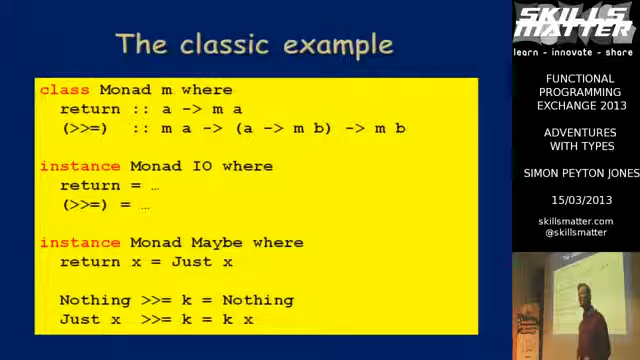 The classic example
class Monad m where
return :: a -> m a
(>>=) :: m a -> (a -> m b) -> m b
instance Monad IO where
return = …
(>>=) = …
instance Monad Maybe where
return x = Just x
Nothing >>= k = Nothing
Just x >>= k = k x
SKILLS
MATTER
learn - innovate - share
FUNCTIONAL
PROGRAMMING
EXCHANGE 2013
ADVENTURES
WITH TYPES
SIMON PEYTON JONES
15/03/2013
skillsmatter.com
@skillsmatter